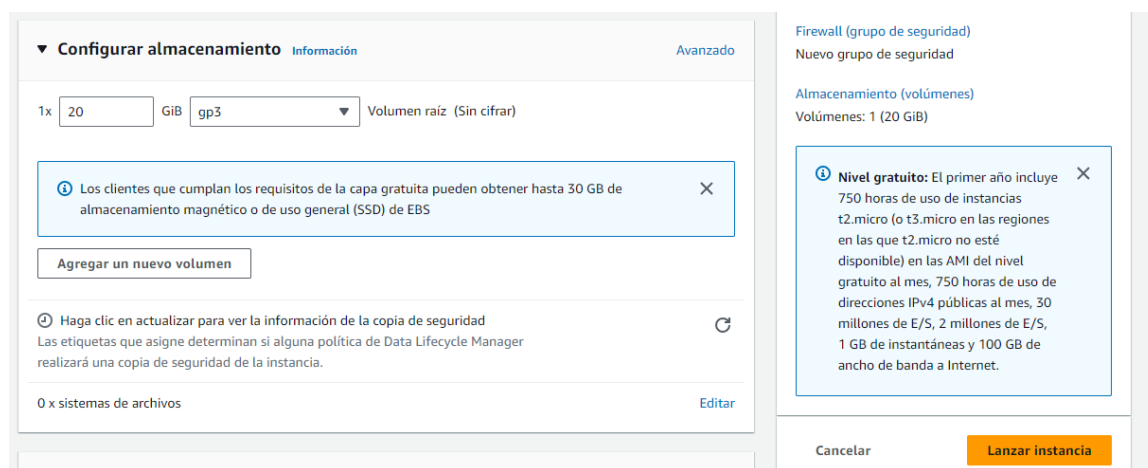 Configurar almacenamiento Información Avanzado
1x 20 GiB gp3 Volumen raíz (Sin cifrar)
Los clientes que cumplan los requisitos de la capa gratuita pueden obtener hasta 30 GB de
almacenamiento magnético o de uso general (SSD) de EBS
Agregar un nuevo volumen
Haga clic en actualizar para ver la información de la copia de seguridad
Las etiquetas que asigne determinan si alguna política de Data Lifecycle Manager
realizará una copia de seguridad de la instancia.
0 x sistemas de archivos Editar
Firewall (grupo de seguridad)
Nuevo grupo de seguridad
Almacenamiento (volúmenes)
Volúmenes: 1 (20 GiB)
Nivel gratuito: El primer año incluye
750 horas de uso de instancias
t2.micro (o t3.micro en las regiones
en las que t2.micro no esté
disponible) en las AMI del nivel
gratuito al mes, 750 horas de uso de
direcciones IPv4 públicas al mes, 30
millones de E/S, 2 millones de E/S,
1 GB de instantáneas y 100 GB de
ancho de banda a Internet.
Cancelar Lanzar instancia